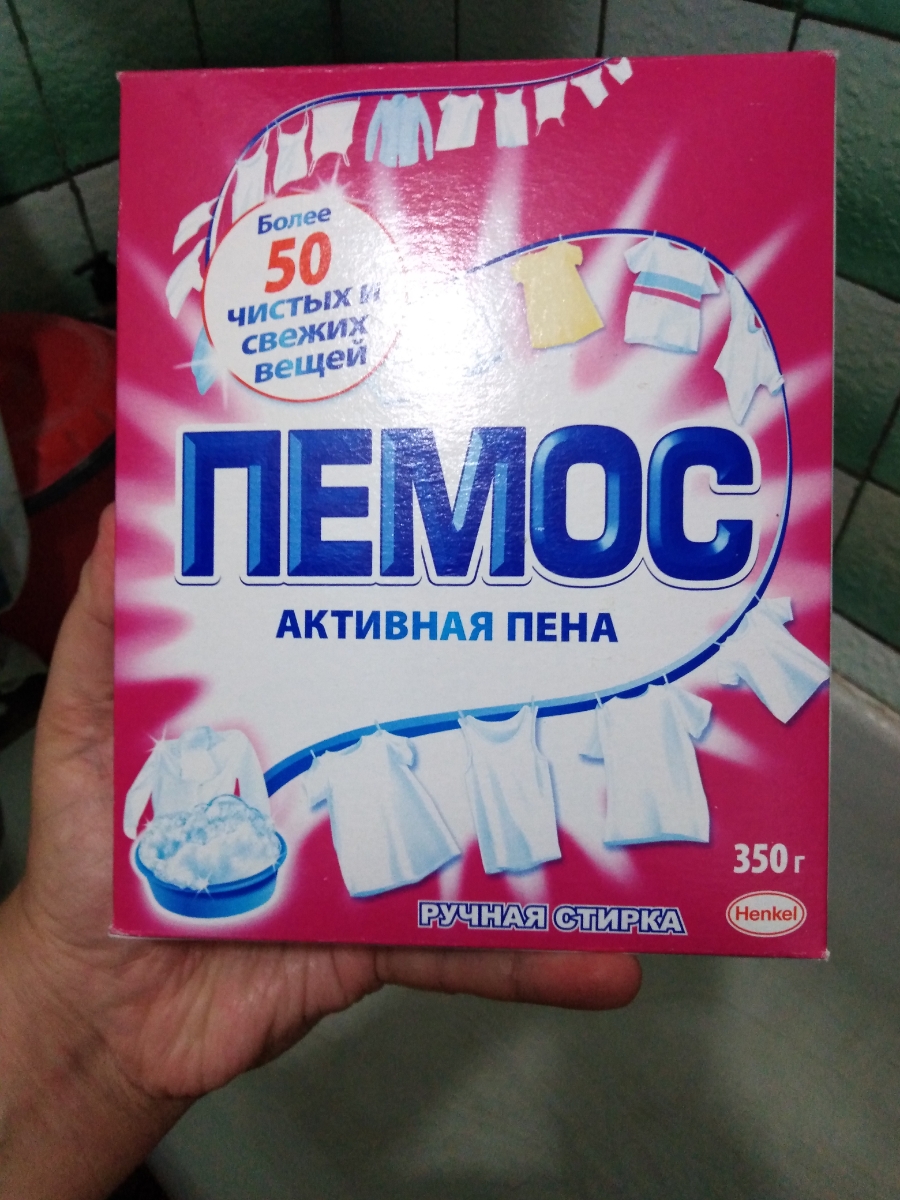 Более
50
чистых и
свежих
вещей
ПЕМОС
АКТИВНАЯ ПЕНА
350 г
РУЧНАЯ СТИРКА
Henkel